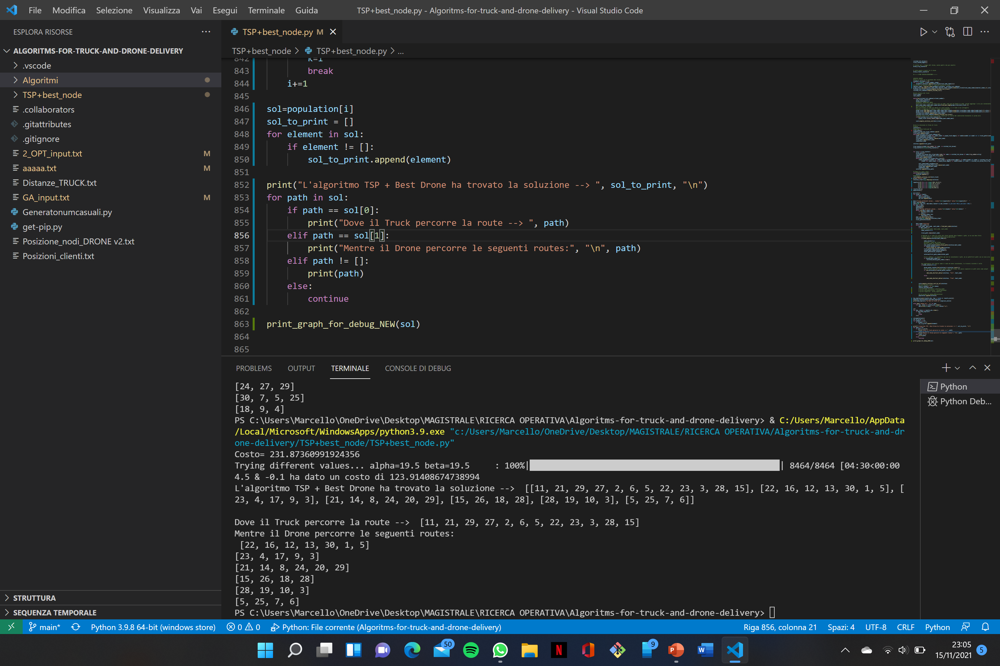 File Modifica Selezione Visualizza Vai Esegui Terminale Guida
TSP+best_node.py - Algoritms-for-truck-and-drone-delivery - Visual Studio Code
ESPLORA RISORSE
ALGORITMS-FOR-TRUCK-AND-DRONE-DELIVERY
.vscode
Algoritmi
TSP+best_node
.collaborators
.gitattributes
.gitignore
2_OPT_input.txt M
aaaaa.txt M
Distanze_TRUCK.txt
GA_input.txt M
Generatonumcasuali.py
get-pip.py
Posizione_nodi_DRONE v2.txt
Posizioni_clienti.txt
STRUTTURA
SEQUENZA TEMPORALE
TSP+best_node.py M
TSP+best_node > TSP+best_node.py > ...
842 k=i
843 break
844 i+=1
845
846 sol=population[i]
847 sol_to_print = []
848 for element in sol:
849 if element != []:
850 sol_to_print.append(element)
851
852 print("L'algoritmo TSP + Best Drone ha trovato la soluzione --> ", sol_to_print, "\n")
853 for path in sol:
854 if path == sol[0]:
855 print("Dove il Truck percorre la route --> ", path)
856 elif path == sol[1]:
857 print("Mentre il Drone percorre le seguenti routes:", "\n", path)
858 elif path != []:
859 print(path)
860 else:
861 continue
862
863 print_graph_for_debug_NEW(sol)
864
865
PROBLEMS OUTPUT TERMINALE CONSOLE DI DEBUG
Python
Python Deb...
[24, 27, 29]
[30, 7, 5, 25]
[18, 9, 4]
PS C:\Users\Marcello\OneDrive\Desktop\MAGISTRALE\RICERCA OPERATIVA\Algoritms-for-truck-and-drone-delivery> & C:/Users/Marcello/AppData
/Local/Microsoft/WindowsApps/python3.9.exe "c:/Users/Marcello/OneDrive/Desktop/MAGISTRALE/RICERCA OPERATIVA/Algoritms-for-truck-and-dr
one-delivery/TSP+best_node/TSP+best_node.py"
Costo= 231.87360991924356
Trying different values... alpha=19.5 beta=19.5     : 100%| | 8464/8464 [04:30<00:00
4.5 & -0.1 ha dato un costo di 123.91408674738994
L'algoritmo TSP + Best Drone ha trovato la soluzione -->  [[11, 21, 29, 27, 2, 6, 5, 22, 23, 3, 28, 15], [22, 16, 12, 13, 30, 1, 5], [
23, 4, 17, 9, 3], [21, 14, 8, 24, 20, 29], [15, 26, 18, 28], [28, 19, 10, 3], [5, 25, 7, 6]]
Dove il Truck percorre la route -->  [11, 21, 29, 27, 2, 6, 5, 22, 23, 3, 28, 15]
Mentre il Drone percorre le seguenti routes:
[22, 16, 12, 13, 30, 1, 5]
[23, 4, 17, 9, 3]
[21, 14, 8, 24, 20, 29]
[15, 26, 18, 28]
[28, 19, 10, 3]
[5, 25, 7, 6]
PS C:\Users\Marcello\OneDrive\Desktop\MAGISTRALE\RICERCA OPERATIVA\Algoritms-for-truck-and-drone-delivery>
main* Python 3.9.8 64-bit (windows store) 0 0 Python: File corrente (Algoritms-for-truck-and-drone-delivery) Riga 856, colonna 21 Spazi: 4 UTF-8 CRLF Python
50 N 9 P W
23:05
15/11/2021 5